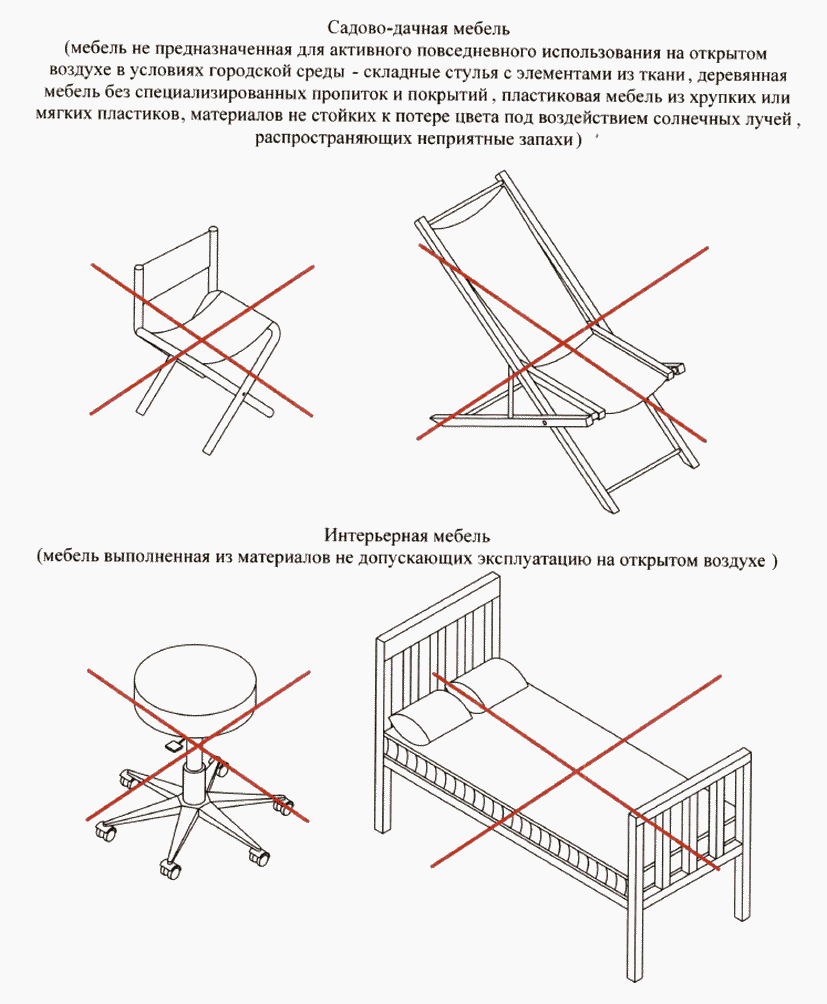 Садово-дачная мебель
(мебель не предназначенная для активного повседневного использования на открытом
воздухе в условиях городской среды - складные стулья с элементами из ткани, деревянная
мебель без специализированных пропиток и покрытий, пластиковая мебель из хрупких или
мягких пластиков, материалов не стойких к потере цвета под воздействием солнечных лучей,
распространяющих неприятные запахи)
Интерьерная мебель
(мебель выполненная из материалов не допускающих эксплуатацию на открытом воздухе)